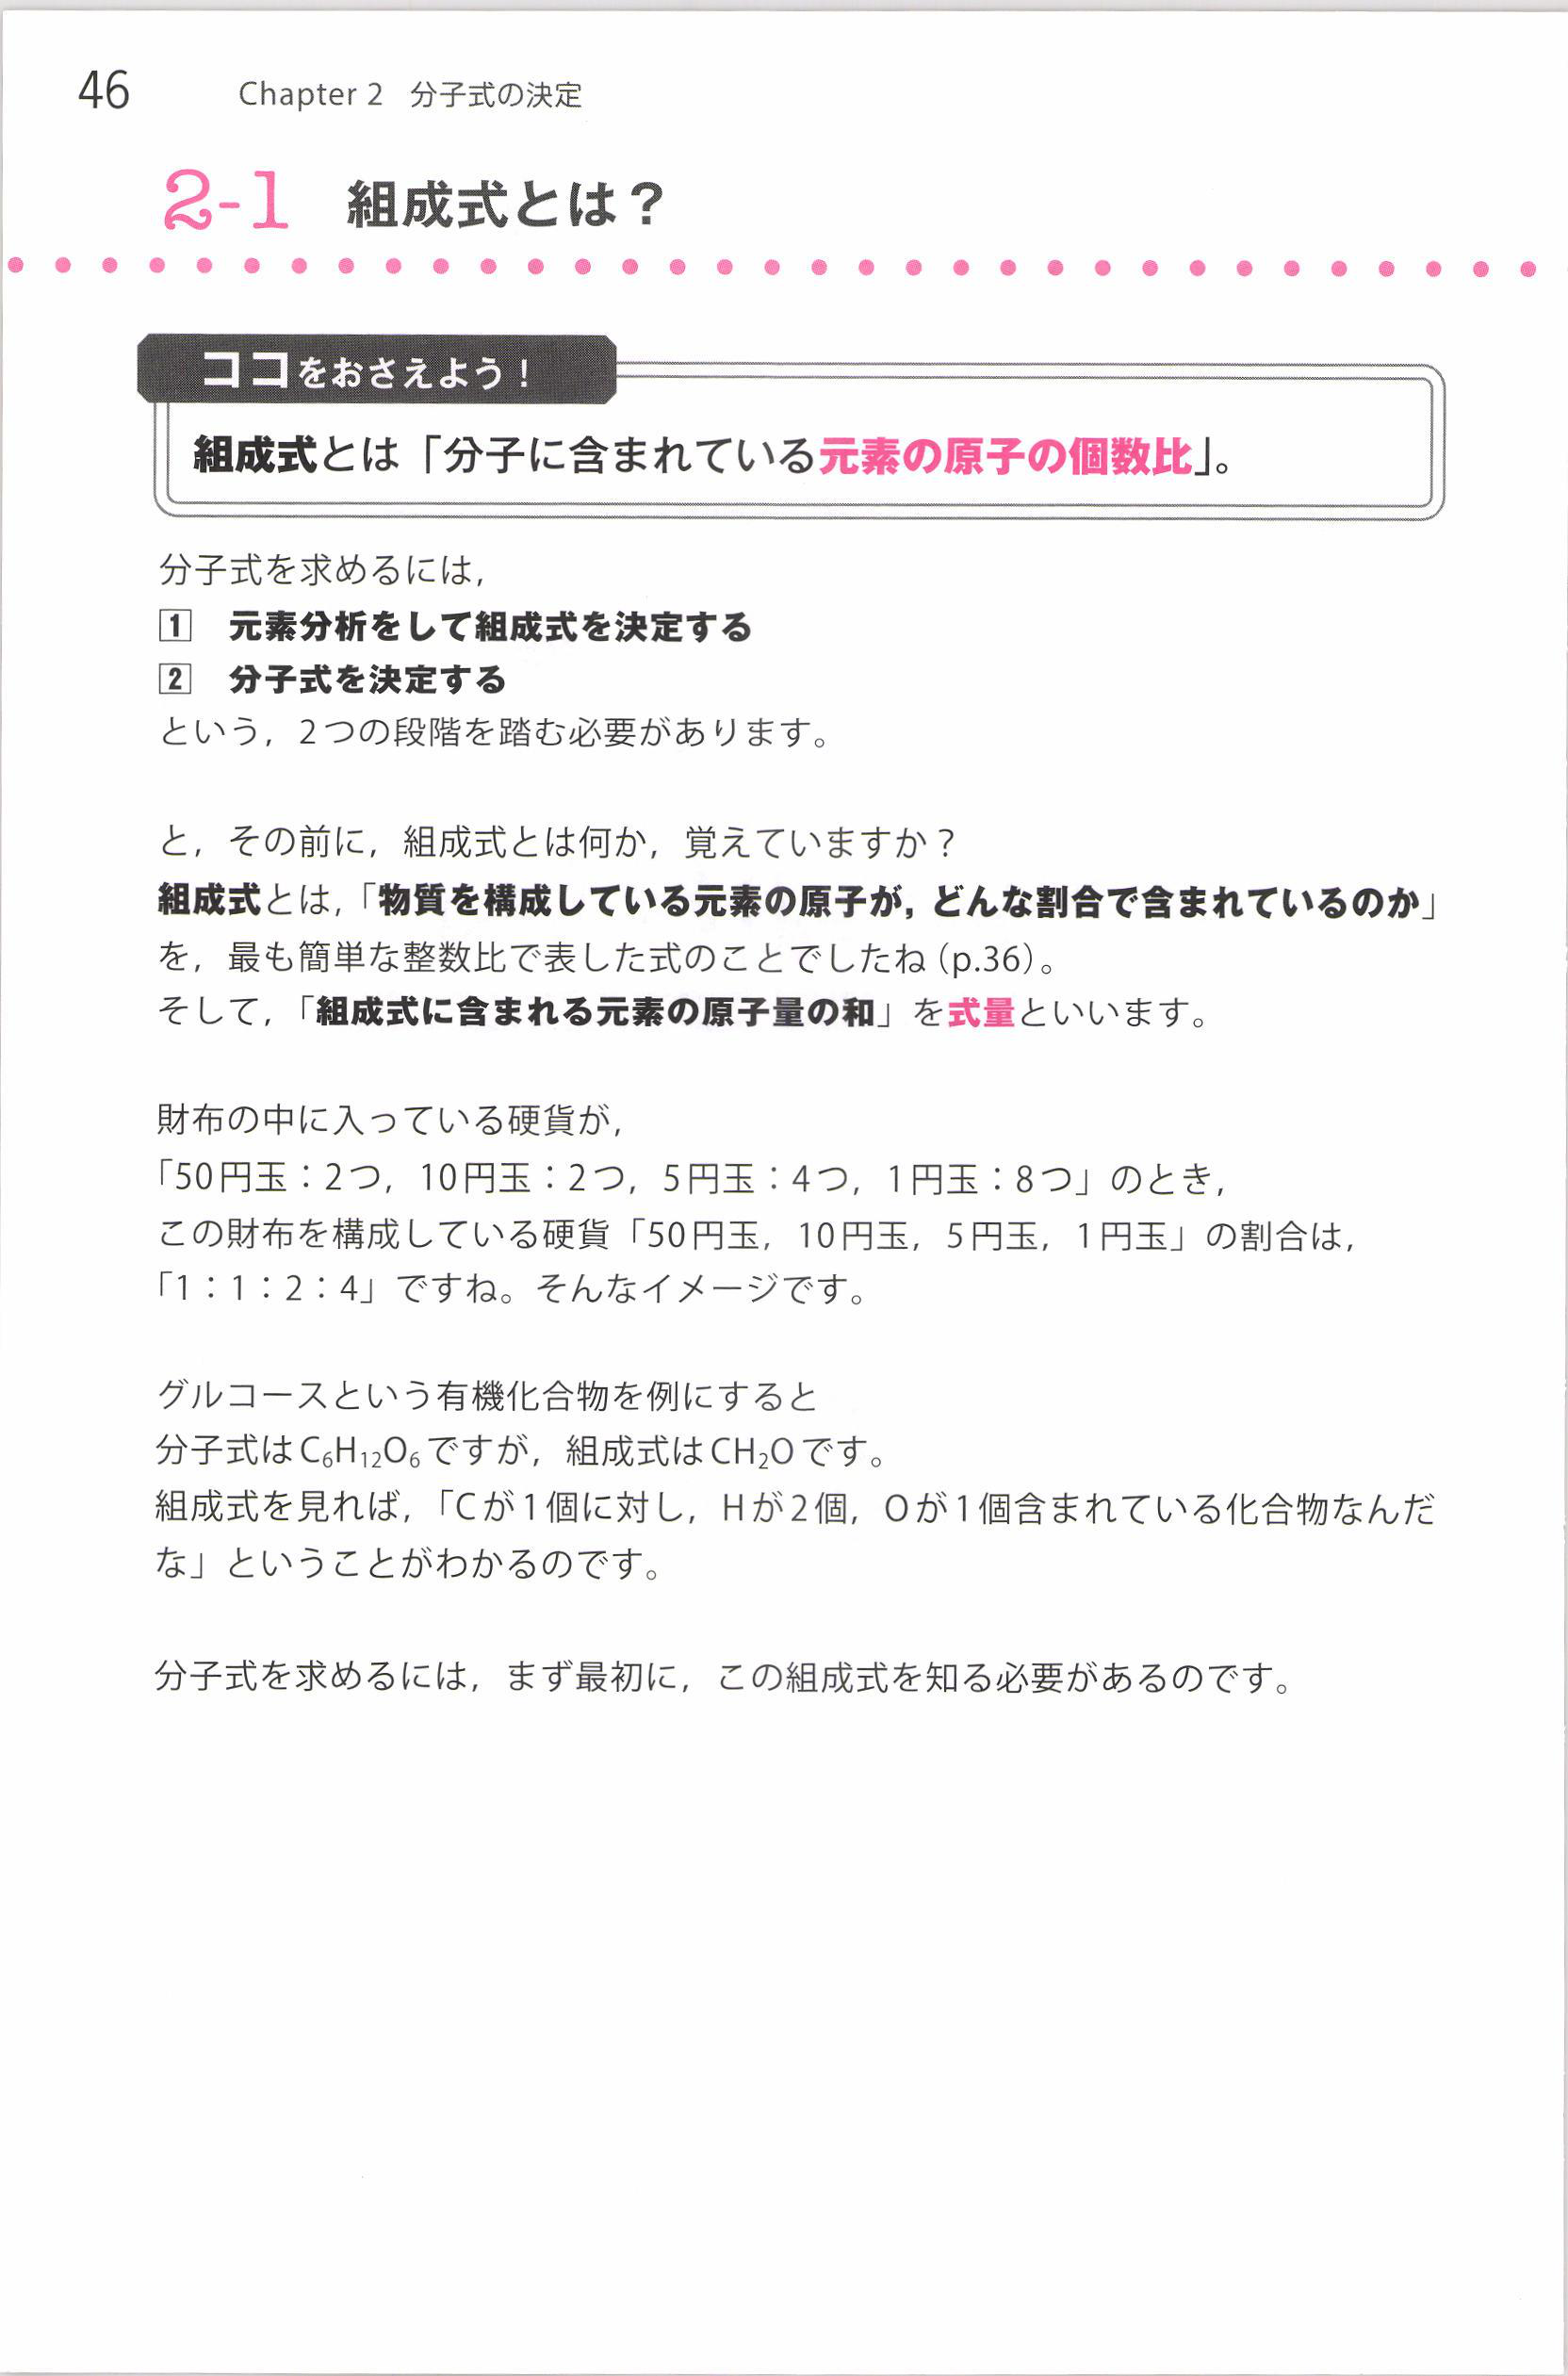 46
Chapter 2 分子式の決定
2-1 組成式とは？
ココをおさえよう！
組成式とは「分子に含まれている元素の原子の個数比」。
分子式を求めるには，
1 元素分析をして組成式を決定する
2 分子式を決定する
という，2つの段階を踏む必要があります。
と，その前に，組成式とは何か，覚えていますか？
組成式とは，「物質を構成している元素の原子が，どんな割合で含まれているのか」
を，最も簡単な整数比で表した式のことでしたね（p.36）。
そして，「組成式に含まれる元素の原子量の和」を式量といいます。
財布の中に入っている硬貨が，
「50円玉：2つ，10円玉：2つ，5円玉：4つ，1円玉：8つ」のとき，
この財布を構成している硬貨「50円玉，10円玉，5円玉，1円玉」の割合は，
「1：1：2：4」ですね。そんなイメージです。
グルコースという有機化合物を例にすると
分子式はC₆H₁₂O₆ですが，組成式はCH₂Oです。
組成式を見れば，「Cが1個に対し，Hが2個，Oが1個含まれている化合物なんだ
な」ということがわかるのです。
分子式を求めるには，まず最初に，この組成式を知る必要があるのです。